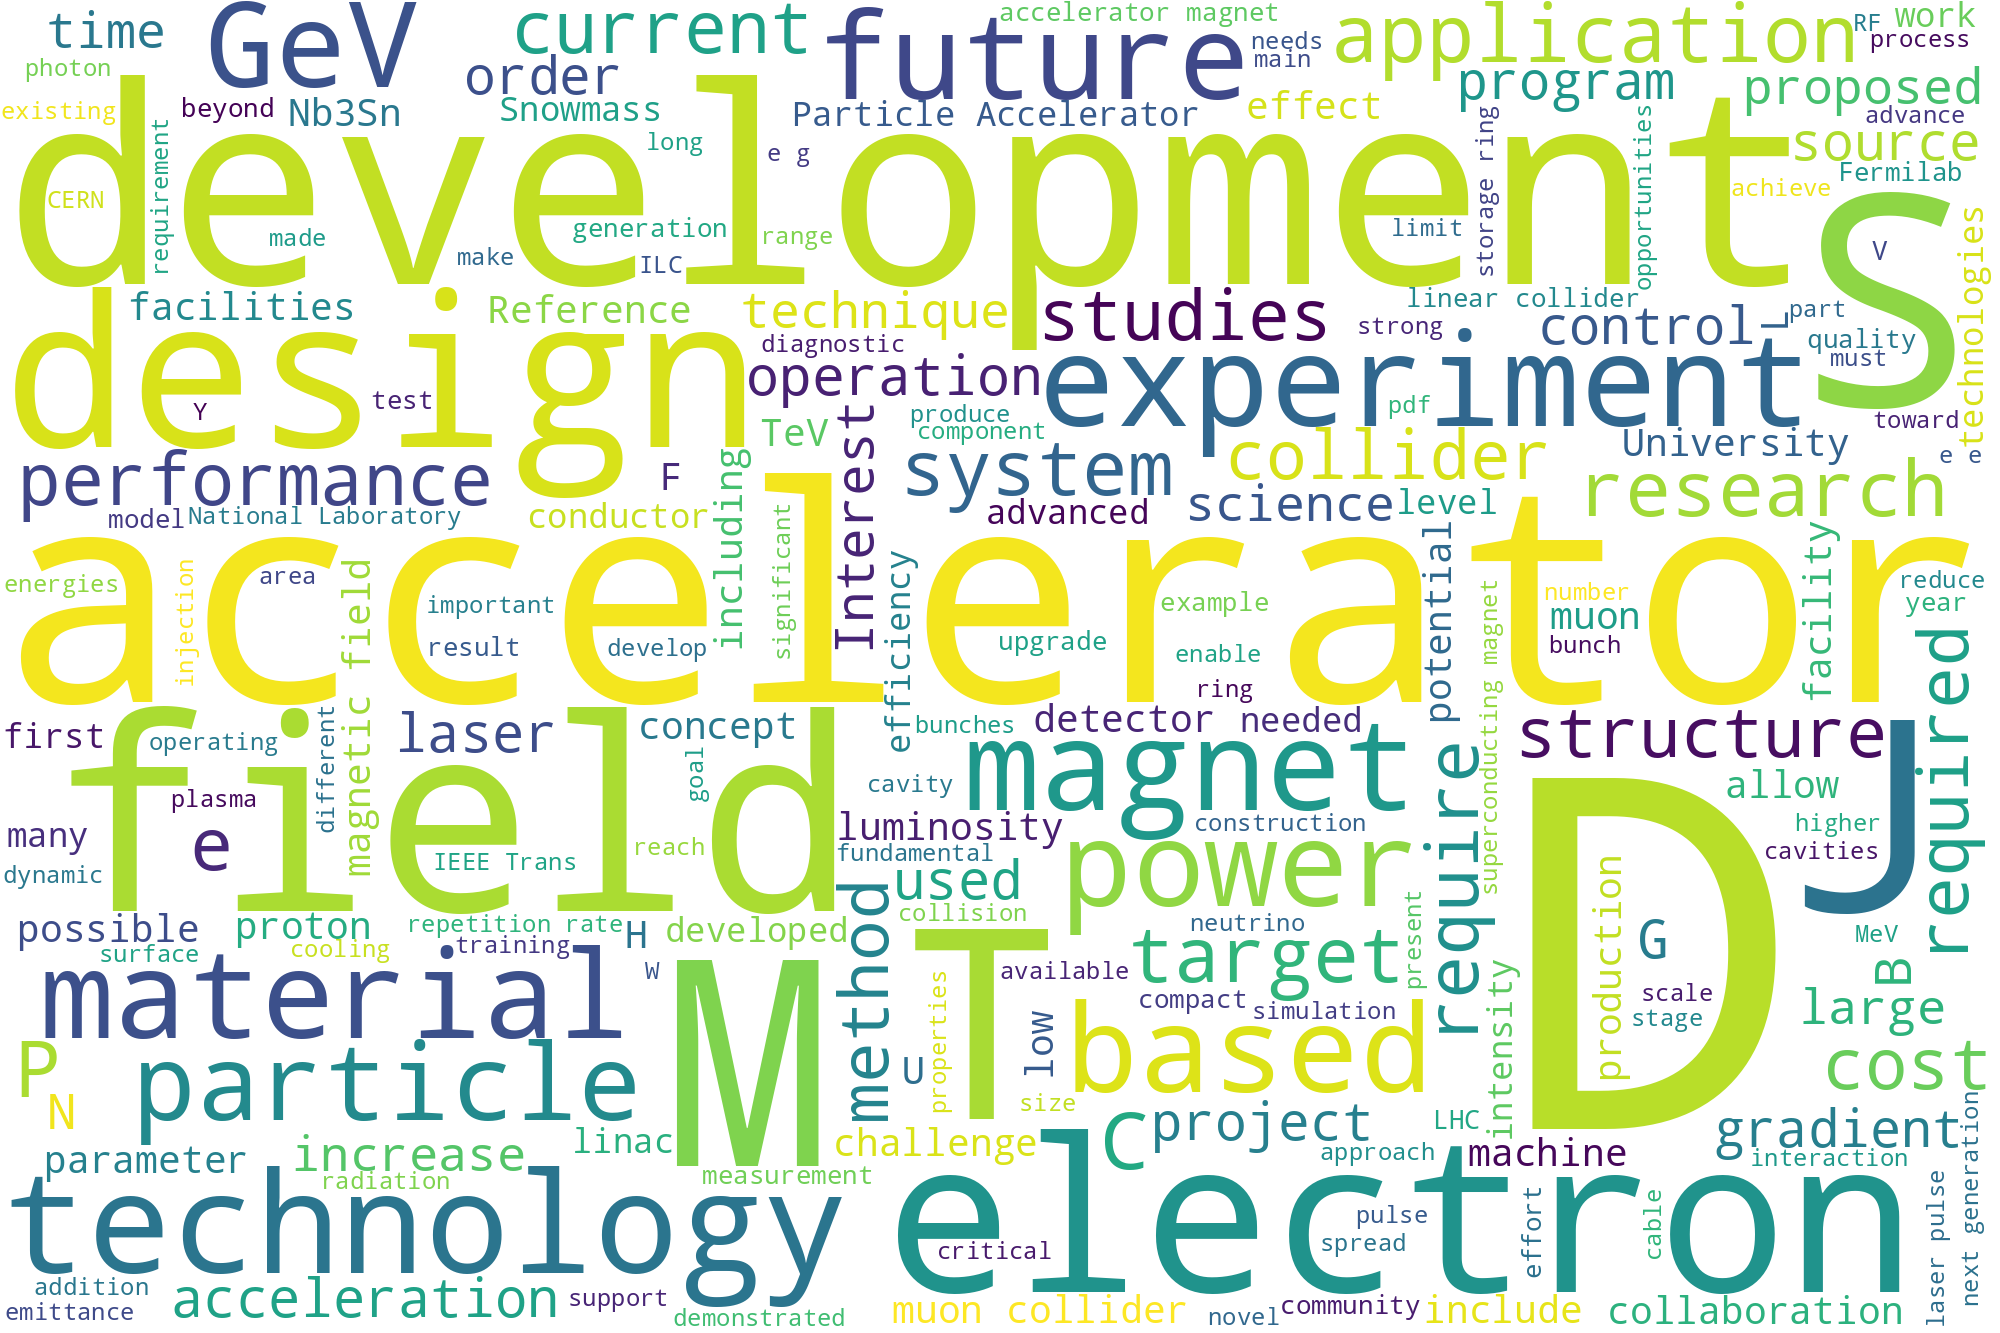 time
GeV
current
accelerator magnet
future
needs
main
application
RF
work
process
photon
order
program
proposed
existing
beyond
Nb3Sn
Snowmass
Particle Accelerator
effect
advance
development
requirement
long
e g
storage ring
opportunities
source
Fermilab
CERN
achieve
S
made
generation
range
limit
technologies
make
ILC
V
facilities
Reference
technique
studies
linear collider
part
design
strong
control
L
quality
diagnostic
must
operation
experiment
test
Y
produce
pdf
toward
component
TeV
University
e e
performance
F
including
Interest
system
collider
research
model
National Laboratory
conductor
advanced
science
level
accelerator
significant
energies
injection
area
magnetic field
important
efficiency
example
potential
superconducting magnet
number
muon
facility
reduce
year
result
develop
upgrade
enable
bunch
ring
required
first
operating
different
laser
concept
bunches
detector
needed
structure
J
field
goal
magnet
plasma
cavity
allow
many
e
luminosity
construction
require
higher
dynamic
IEEE Trans
reach
fundamental
power
cavities
D
used
production
possible
proton
repetition rate
H
developed
method
collision
neutrino
present
G
MeV
surface
cooling
training
W
T
available
target
intensity
B
material
M
properties
compact
simulation
scale
stage
large
P
particle
U
low
based
cost
N
size
parameter
increase
linac
challenge
C
project
LHC
gradient
next generation
radiation
measurement
approach
machine
interaction
technology
electron
pulse
effort
cable
laser pulse
critical
spread
addition
acceleration
support
emittance
demonstrated
muon collider
novel
community
include
collaboration